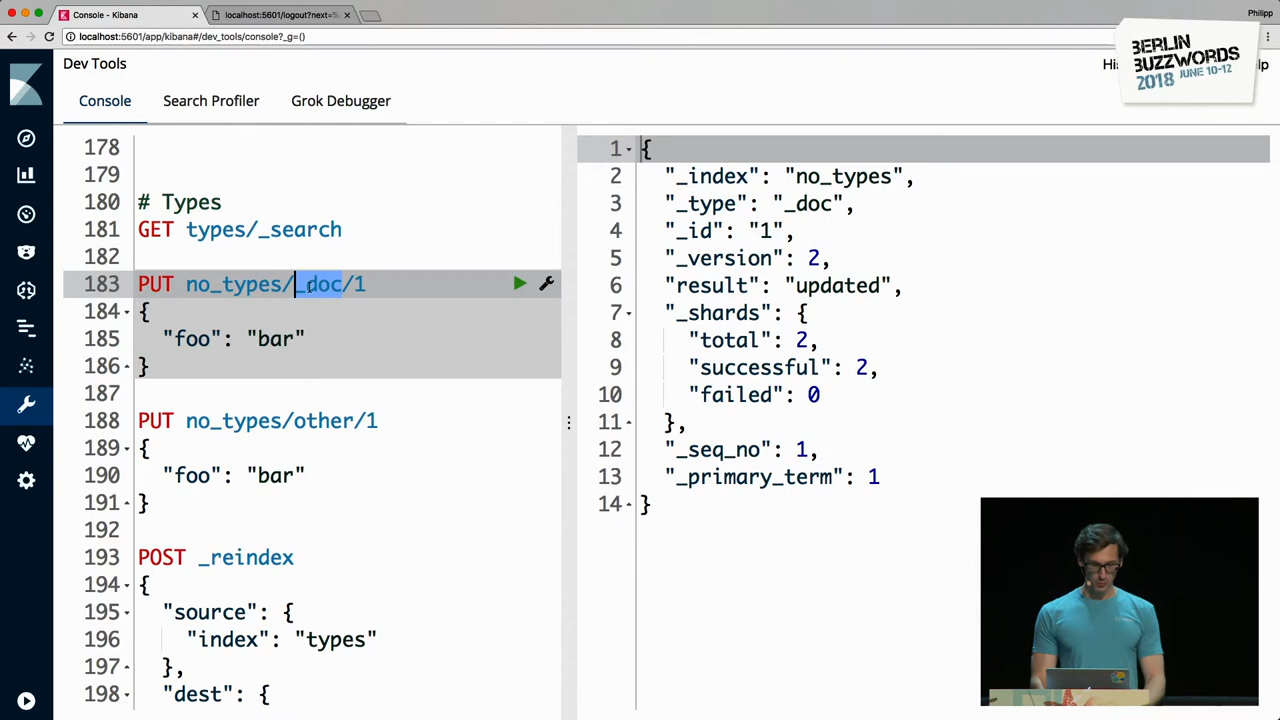 Console - Kibana
localhost:5601/logout?next=%
Philipp
localhost:5601/app/kibana#/dev_tools/console?_g=()
Dev Tools
BERLIN
BUZZWORDS
2018 JUNE 10-12
Console
Search Profiler
Grok Debugger
178
179
180 # Types
181 GET types/_search
182
183 PUT no_types/_doc/1
184 {
185 "foo": "bar"
186 }
187
188 PUT no_types/other/1
189 {
190 "foo": "bar"
191 }
192
193 POST _reindex
194 {
195 "source": {
196 "index": "types"
197 },
198 "dest": {
1 {
2 "_index": "no_types",
3 "_type": "_doc",
4 "_id": "1",
5 "_version": 2,
6 "result": "updated",
7 "_shards": {
8 "total": 2,
9 "successful": 2,
10 "failed": 0
11 },
12 "_seq_no": 1,
13 "_primary_term": 1
14 }